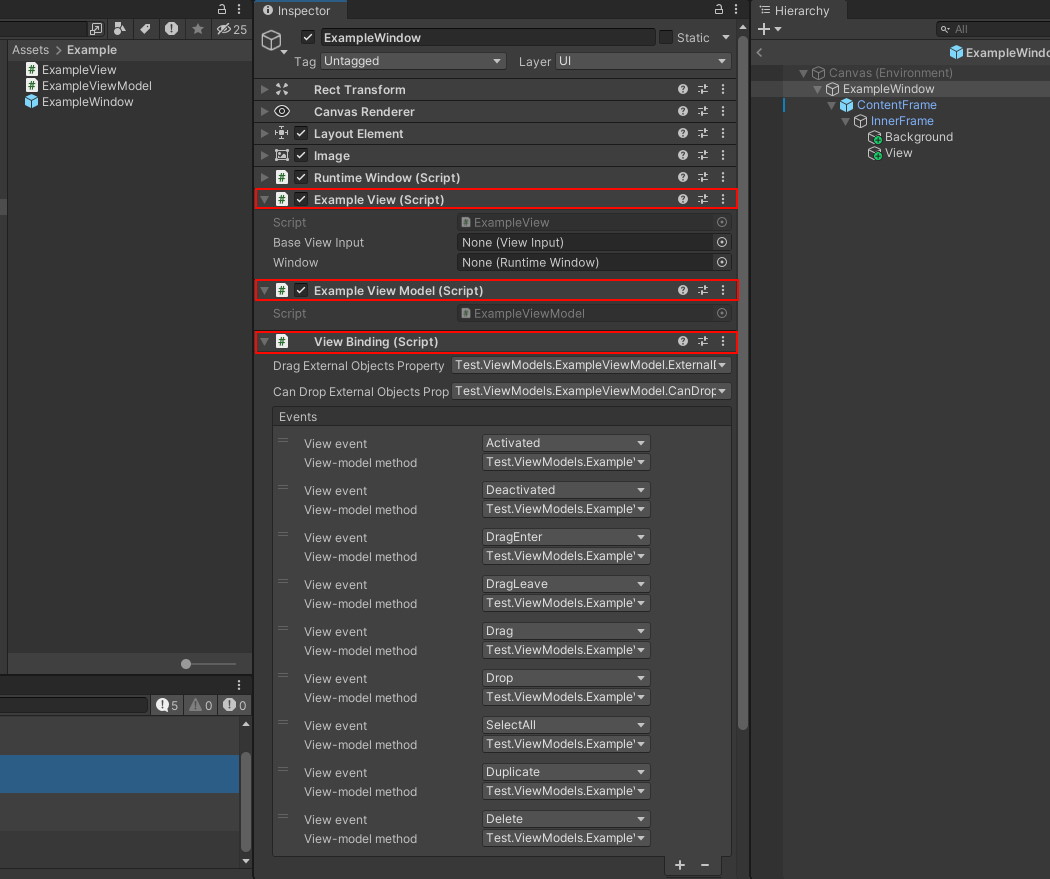 25
Assets > Example
ExampleView
ExampleViewModel
ExampleWindow
5 0 0
Inspector
ExampleWindow Static
Tag Untagged Layer UI
Rect Transform
Canvas Renderer
Layout Element
Image
# Runtime Window (Script)
# Example View (Script)
Script ExampleView
Base View Input None (View Input)
Window None (Runtime Window)
# Example View Model (Script)
Script ExampleViewModel
# View Binding (Script)
Drag External Objects Property Test.ViewModels.ExampleViewModel.External
Can Drop External Objects Prop Test.ViewModels.ExampleViewModel.CanDrop
Events
View event Activated
View-model method Test.ViewModels.Example
View event Deactivated
View-model method Test.ViewModels.Example
View event DragEnter
View-model method Test.ViewModels.Example
View event DragLeave
View-model method Test.ViewModels.Example
View event Drag
View-model method Test.ViewModels.Example
View event Drop
View-model method Test.ViewModels.Example
View event SelectAll
View-model method Test.ViewModels.Example
View event Duplicate
View-model method Test.ViewModels.Example
View event Delete
View-model method Test.ViewModels.Example
+ −
Hierarchy
+ All
< ExampleWindo
Canvas (Environment)
ExampleWindow
ContentFrame
InnerFrame
Background
View